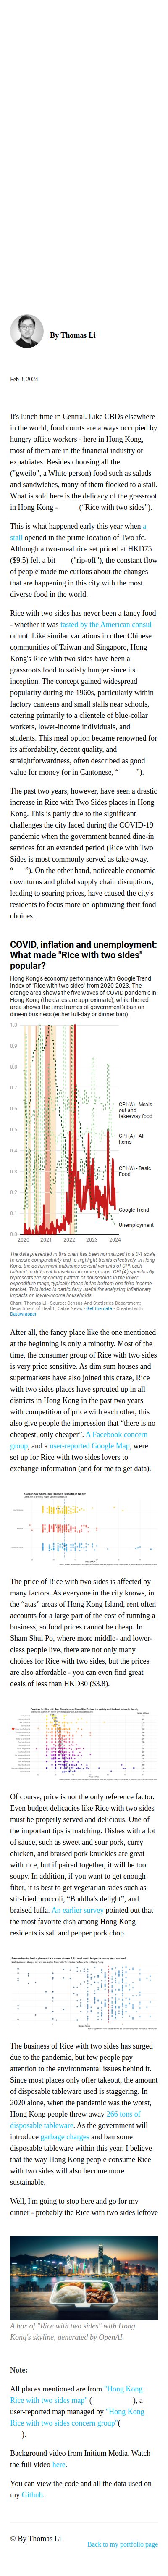 By Thomas Li
Feb 3, 2024
It's lunch time in Central. Like CBDs elsewhere
in the world, food courts are always occupied by
hungry office workers - here in Hong Kong,
most of them are in the financial industry or
expatriates. Besides choosing all the
("gweilo", a White person) food such as salads
and sandwiches, many of them flocked to a stall.
What is sold here is the delicacy of the grassroots
in Hong Kong - (“Rice with two sides").
This is what happened early this year when a
stall opened in the prime location of Two ifc.
Although a two-meal rice set priced at HKD75
($9.5) is a bit ("rip-off"), the constant flow
of people made me curious about the changes
that are happening in this city with the most
diverse food in the world.
Rice with two sides has never been a fancy food
- whether it was tasted by the American consul
or not. Like similar variations in other Chinese
communities of Taiwan and Singapore, Hong
Kong's Rice with two sides have been a
grassroots food to satisfy hunger since its
inception. The concept gained widespread
popularity during the 1960s, particularly within
factory canteens and small stalls near schools,
catering primarily to a clientele of blue-collar
workers, lower-income individuals, and
students. This meal option became renowned for
its affordability, decent quality, and
straightforwardness, often described as good
value for money (or in Cantonese, “ ”).
The past two years, however, have seen a drastic
increase in Rice with Two Sides places in Hong
Kong. This is partly due to the significant
challenges the city faced during the COVID-19
pandemic when the government banned dine-in
services for an extended period (Rice with Two
Sides is most commonly served as take-away,
“ ”). On the other hand, noticeable economic
downturns and global supply chain disruptions,
leading to soaring prices, have caused the city's
residents to focus more on optimizing their food
choices.
COVID, inflation and unemployment:
What made "Rice with two sides"
popular?
Hong Kong's economy performance with Google Trend
Index of "Rice with two sides" from 2020-2023. The
yellow area shows the five waves of COVID pandemic in
Hong Kong (the dates are approximate), while the red
area shows the time frames of government ban on
dine-in business (either full-day or dinner ban).
1.0
0.9
0.8
0.7
0.6
0.5
0.4
0.3
0.2
0.1
0.0
CPI (A) - Meals
out and
takeaway food
CPI (A) - All
Items
CPI (A) - Basic
Food
Google Trend
Unemployment
2020 2021 2022 2023 2024
The data presented in this chart has been normalized to a 0-1 scale
to ensure comparability and to highlight trends effectively. In Hong
Kong, the government publishes several variants of CPI, each
tailored to different household income groups. CPI (A) specifically
represents the spending pattern of households in the lower
expenditure range, typically those in the bottom one-third income
bracket. This index is particularly useful for analyzing inflationary
impacts on lower-income households.
Chart: Thomas Li • Source: Census And Statistics Department,
Department of Health, Cable News • Get the data • Created with
Datawrapper
After all, the fancy place like the one mentioned
at the beginning is only a minority. Most of the
time, the consumer group of Rice with two sides
is very price sensitive. As dim sum houses and
supermarkets have also joined this craze, Rice
with two sides places have sprung up in all
districts in Hong Kong in the past two years
with competition of price with each other, this
also give people the impression that “there is no
cheapest, only cheaper”. A Facebook concern
group, and a user-reported Google Map, were
set up for Rice with two sides lovers to
exchange information (and for me to get data).
The price of Rice with two sides is affected by
many factors. As everyone in the city knows, in
the “atas” areas of Hong Kong Island, rent often
accounts for a large part of the cost of running a
business, so food prices cannot be cheap. In
Sham Shui Po, where more middle- and lower-
class people live, there are not only many
choices for Rice with two sides, but the prices
are also affordable - you can even find great
deals of less than HKD30 ($3.8).
Of course, price is not the only reference factor.
Even budget delicacies like Rice with two sides
must be properly served and delicious. One of
the important tips is matching. Dishes with a lot
of sauce, such as sweet and sour pork, curry
chicken, and braised pork knuckles are great
with rice, but if paired together, it will be too
soupy. In addition, if you want to get enough
fiber, it is best to get vegetarian sides such as
stir-fried broccoli, “Buddha's delight”, and
braised luffa. An earlier survey pointed out that
the most favorite dish among Hong Kong
residents is salt and pepper pork chops.
The business of Rice with two sides has surged
due to the pandemic, but few people pay
attention to the environmental issues behind it.
Since most places only offer takeout, the amount
of disposable tableware used is staggering. In
2020 alone, when the pandemic was the worst,
Hong Kong people threw away 266 tons of
disposable tableware. As the government will
introduce garbage charges and ban some
disposable tableware within this year, I believe
that the way Hong Kong people consume Rice
with two sides will also become more
sustainable.
Well, I'm going to stop here and go for my
dinner - probably the Rice with two sides leftover
A box of "Rice with two sides" with Hong
Kong's skyline, generated by OpenAI.
Note:
All places mentioned are from "Hong Kong
Rice with two sides map" ( ), a
user-reported map managed by "Hong Kong
Rice with two sides concern group"(
).
Background video from Initium Media. Watch
the full video here.
You can view the code and all the data used on
my Github.
© By Thomas Li
Back to my portfolio page